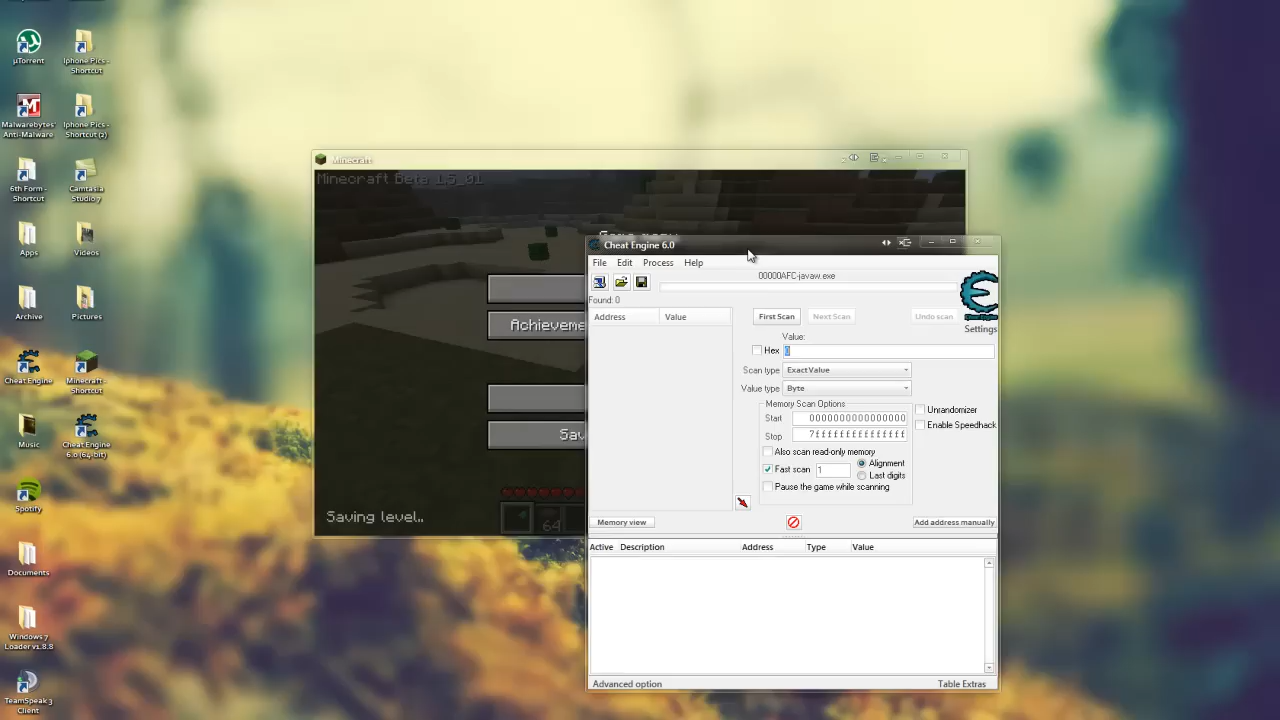 µTorrent
Iphone Pics -
Shortcut
Malwarebytes'
Anti-Malware
Iphone Pics -
Shortcut (2)
6th Form -
Shortcut
Camtasia
Studio 7
Apps
Videos
Archive
Pictures
Cheat Engine
Minecraft -
Shortcut
Music
Cheat Engine
6.0 (64-bit)
Spotify
Documents
Windows 7
Loader v1.8.8
TeamSpeak 3
Client
Minecraft
Minecraft Beta 1.5_01
Game menu
Achieveme
Sav
64
Saving level..
Cheat Engine 6.0
File Edit Process Help
00000AFC-javaw.exe
Found: 0
Address Value
First Scan Next Scan Undo scan
Settings
Value:
Hex 0
Scan type Exact Value
Value type Byte
Memory Scan Options
Start 0000000000000000
Stop 7fffffffffffffff
Unrandomizer
Enable Speedhack
Also scan read-only memory
Fast scan 1 Alignment
Last digits
Pause the game while scanning
Memory view Add address manually
Active Description Address Type Value
Advanced option Table Extras